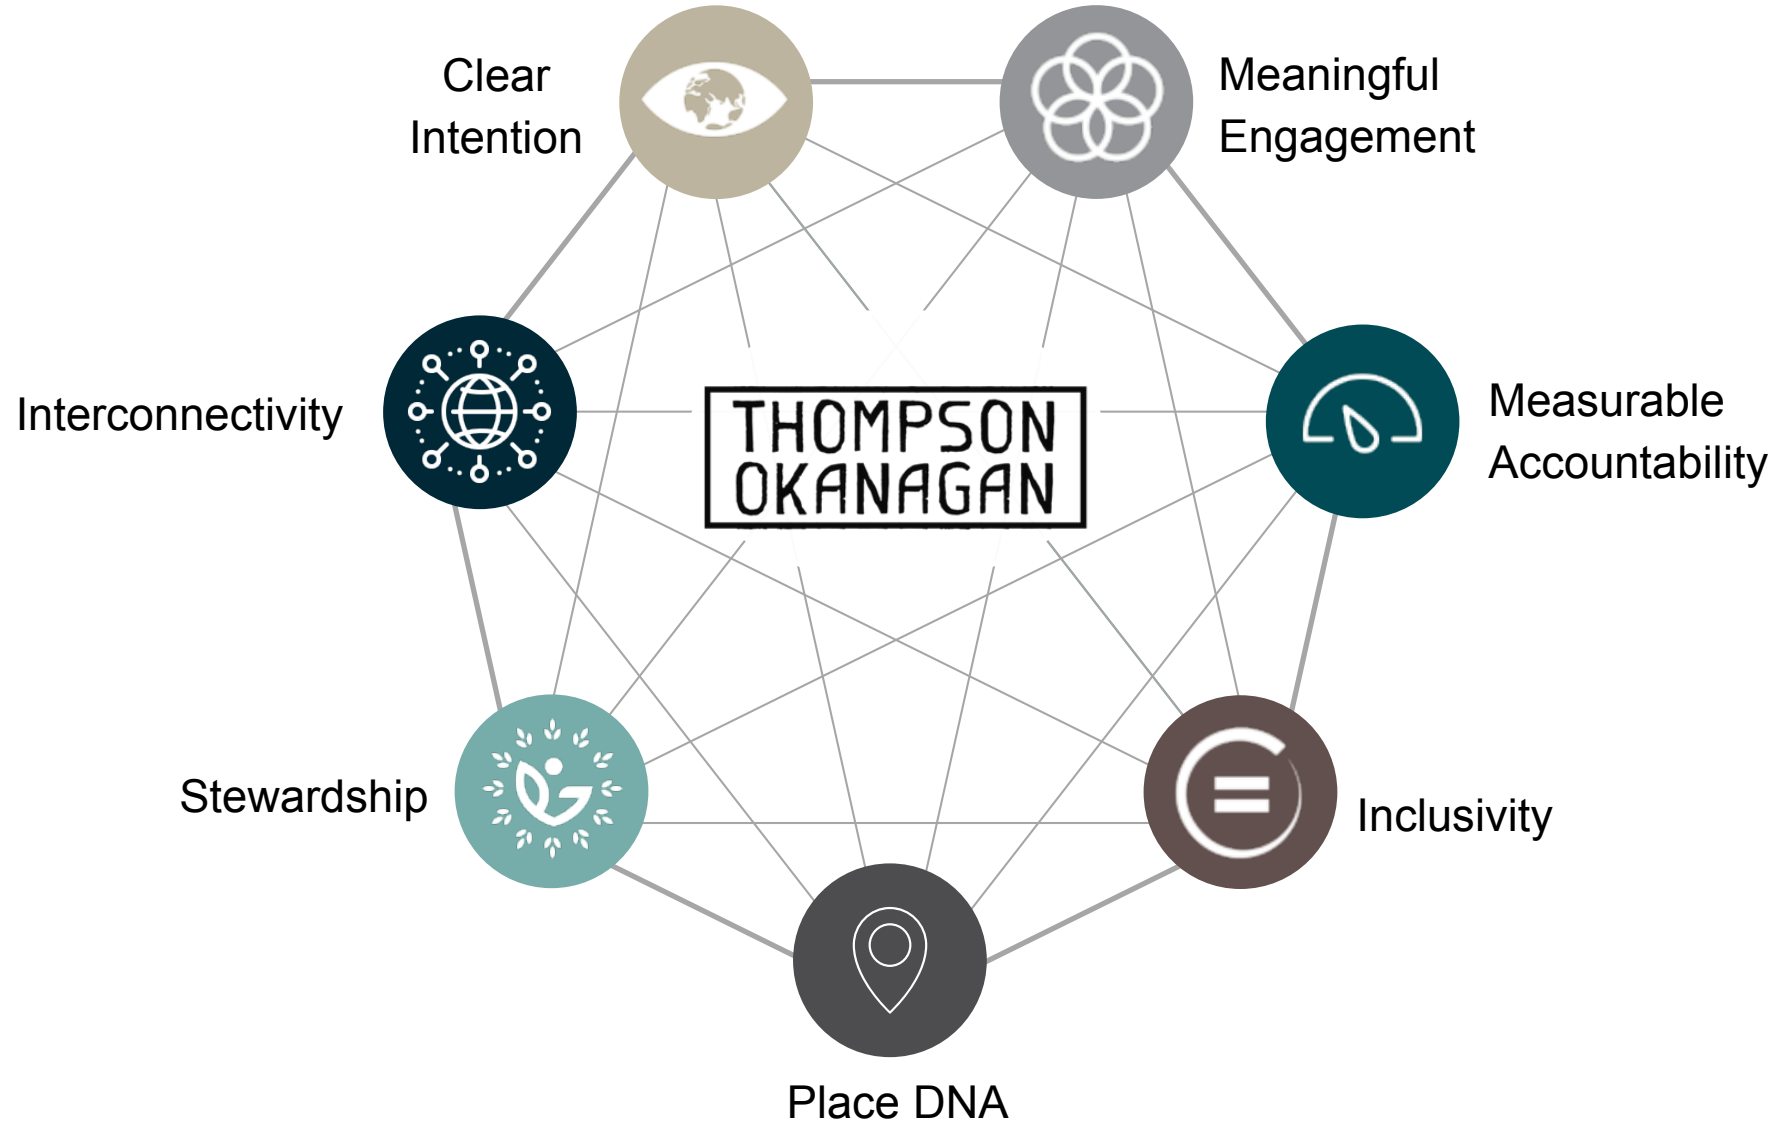 Clear
Intention
Meaningful
Engagement
Interconnectivity
THOMPSON
OKANAGAN
Measurable
Accountability
Stewardship
Inclusivity
Place DNA